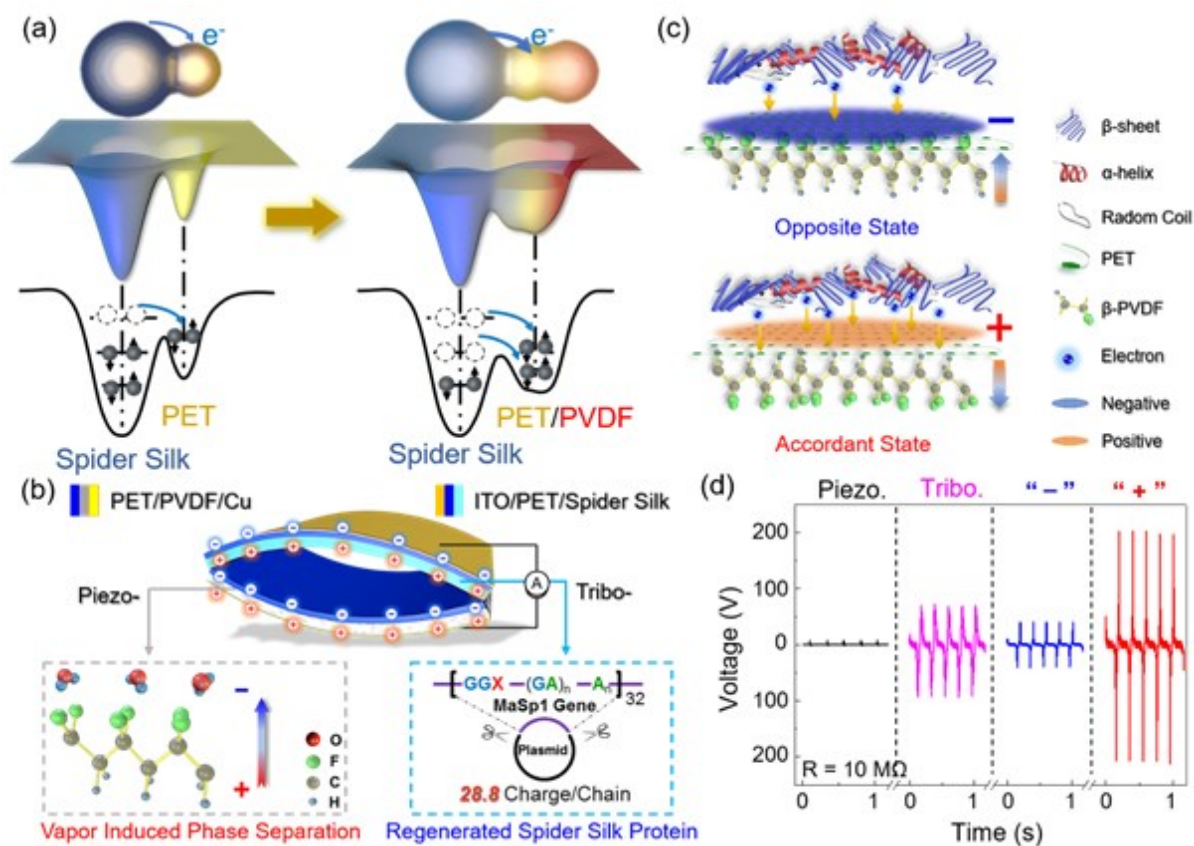 (a)
e-
e-
PET
Spider Silk
PET/PVDF
Spider Silk
(b)
PET/PVDF/Cu
ITO/PET/Spider Silk
Piezo-
Tribo-
A
−
+
O
F
C
H
Vapor Induced Phase Separation
[GGX—(GA)n—An]32
MaSp1 Gene
Plasmid
28.8 Charge/Chain
Regenerated Spider Silk Protein
(c)
−
Opposite State
+
Accordant State
β-sheet
α-helix
Radom Coil
PET
β-PVDF
Electron
Negative
Positive
(d)
Piezo.
Tribo.
“ − ”
“ + ”
Voltage (V)
200
100
0
100
200
R = 10 MΩ
0 1 0 1 0 1 0 1
Time (s)